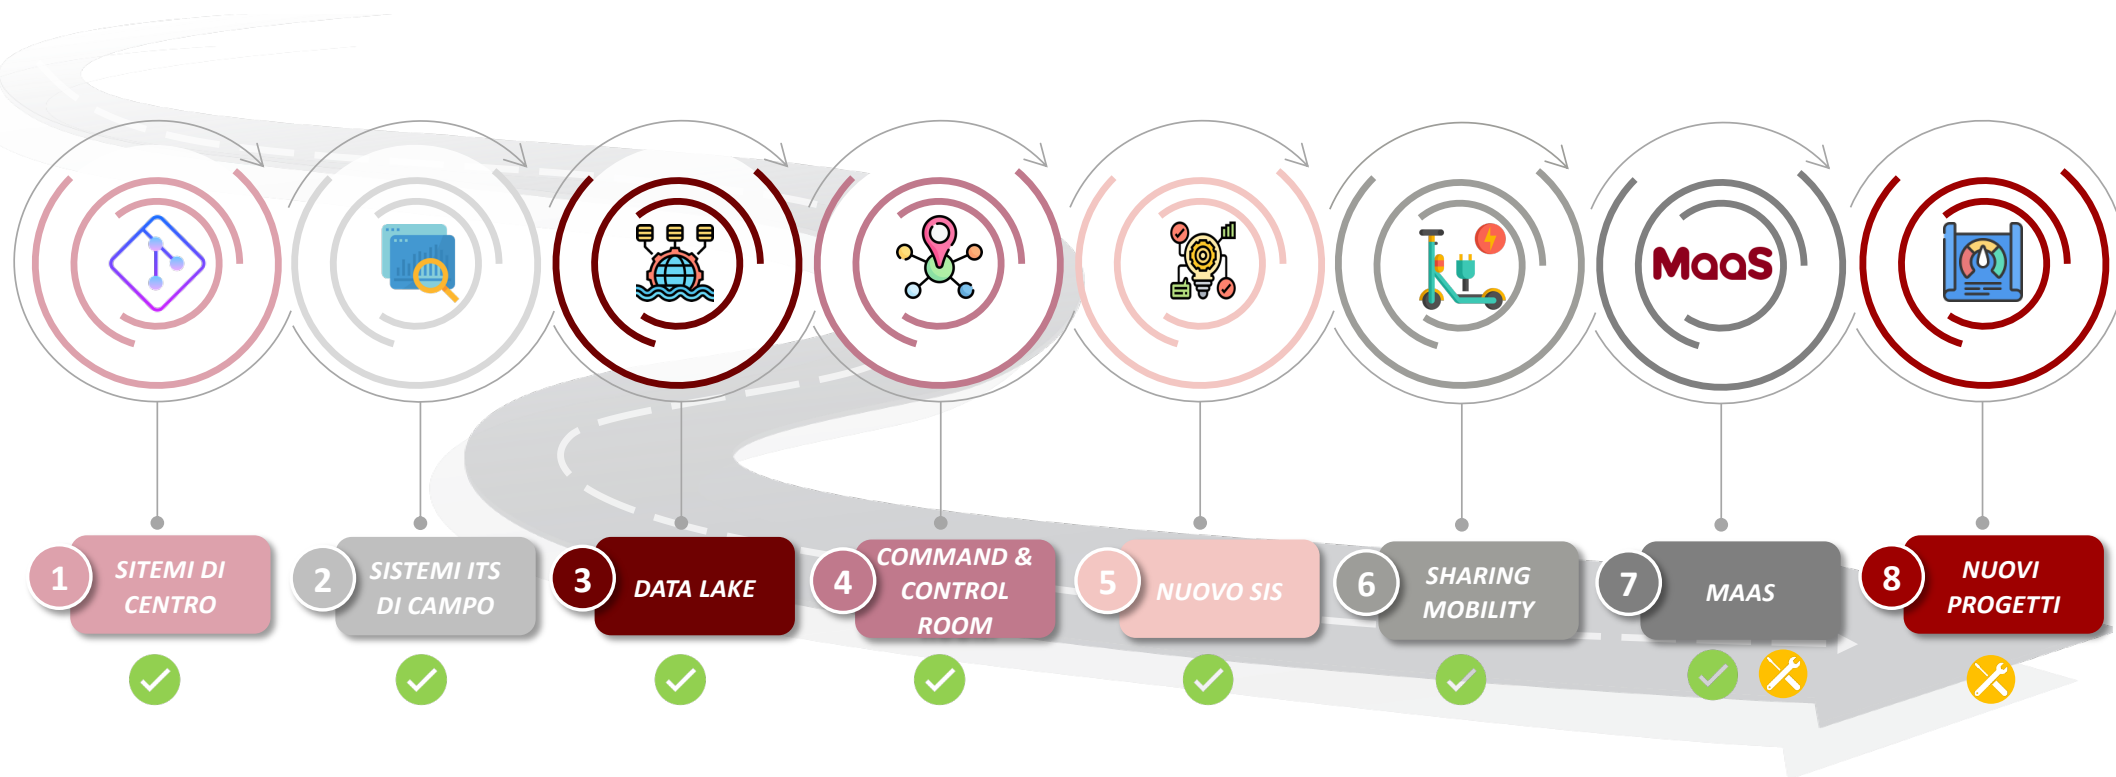 MaaS
1
SITEMI DI
CENTRO
2
SISTEMI ITS
DI CAMPO
3
DATA LAKE
4
COMMAND &
CONTROL
ROOM
5
NUOVO SIS
6
SHARING
MOBILITY
7
MAAS
8
NUOVI
PROGETTI